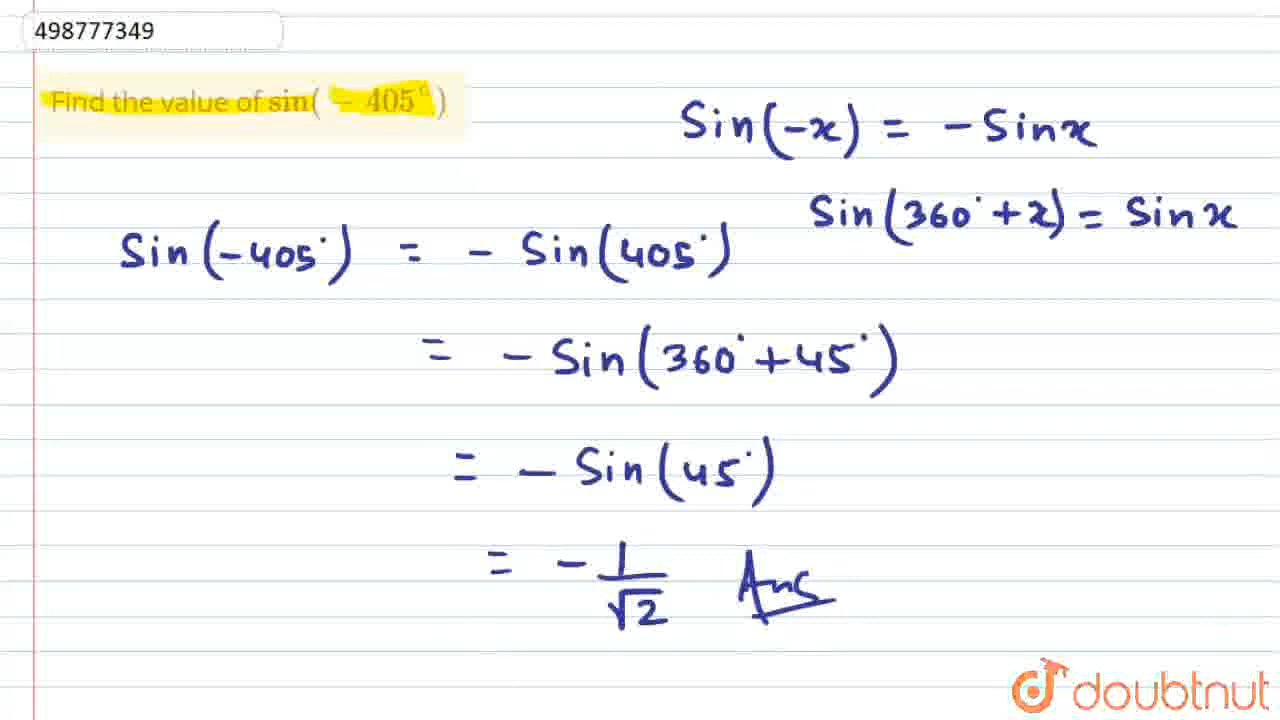 498777349
Find the value of sin( − 405°)
Sin(-x) = - Sinx
Sin(360° + x) = Sinx
Sin(-405°) = - Sin(405°)
= - Sin(360° + 45°)
= - Sin(45°)
= - 1/√2 Ans
doubtnut